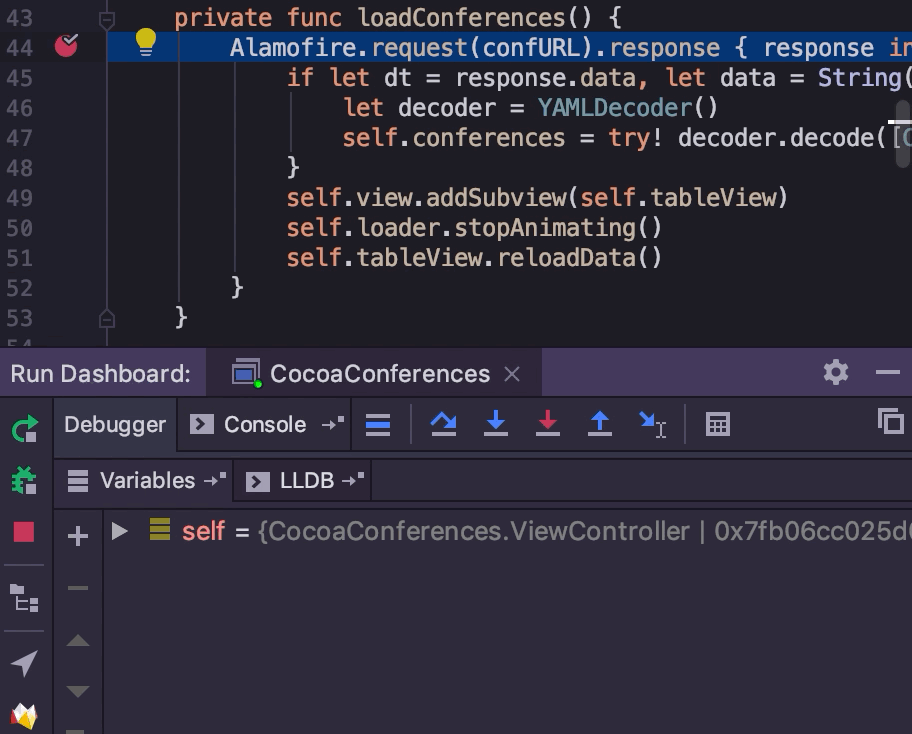 43 private func loadConferences() {
44 Alamofire.request(confURL).response { response in
45 if let dt = response.data, let data = String(
46 let decoder = YAMLDecoder()
47 self.conferences = try! decoder.decode([C
48 }
49 self.view.addSubview(self.tableView)
50 self.loader.stopAnimating()
51 self.tableView.reloadData()
52 }
53 }
Run Dashboard: CocoaConferences
Debugger Console
Variables LLDB
self = {CocoaConferences.ViewController | 0x7fb06cc025d